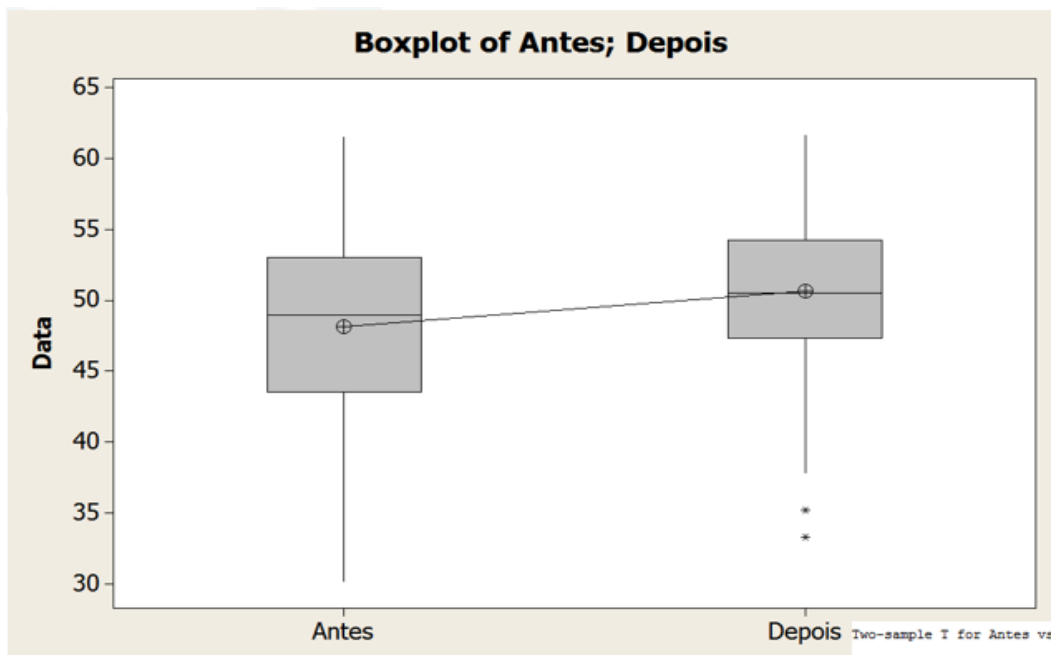 Boxplot of Antes; Depois
65
60
55
50
45
40
35
30
Data
Antes
Depois
Two-sample T for Antes vs